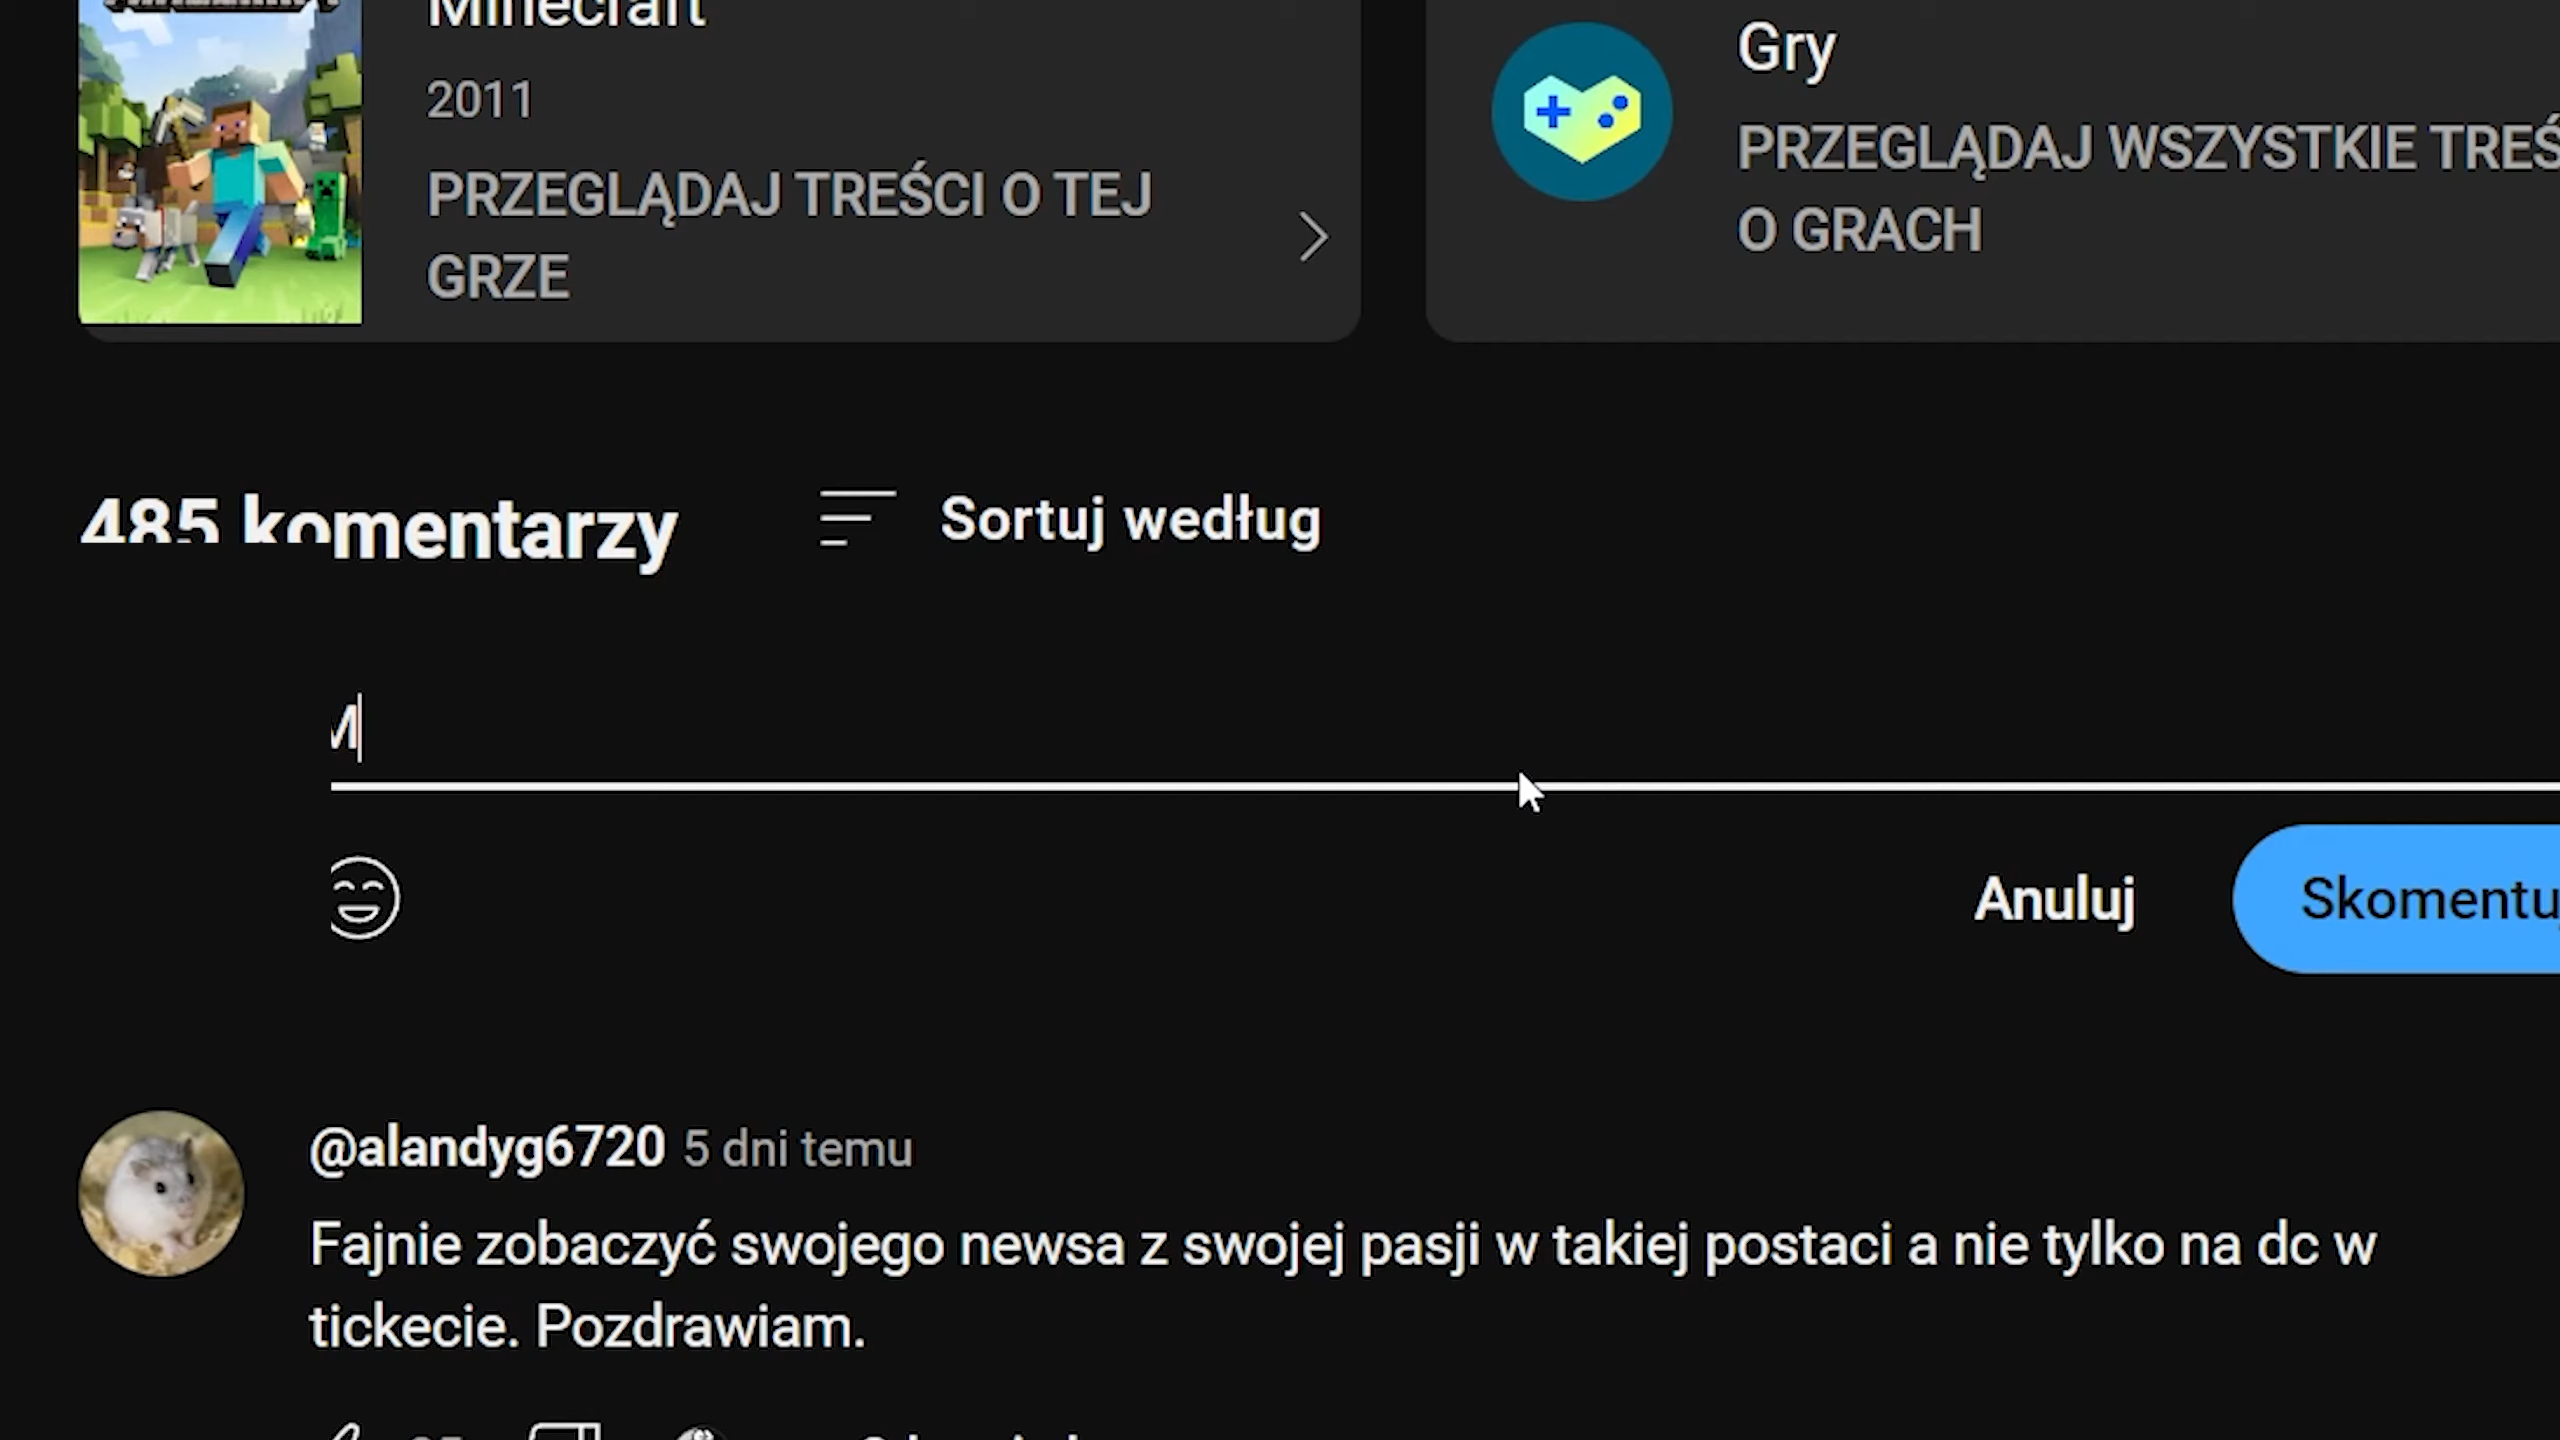 Minecraft
2011
PRZEGLĄDAJ TREŚCI O TEJ
GRZE
Gry
PRZEGLĄDAJ WSZYSTKIE TREŚ
O GRACH
485 komentarzy
Sortuj według
M
Anuluj
Skomentuj
@alandyg6720 5 dni temu
Fajnie zobaczyć swojego newsa z swojej pasji w takiej postaci a nie tylko na dc w
tickecie. Pozdrawiam.